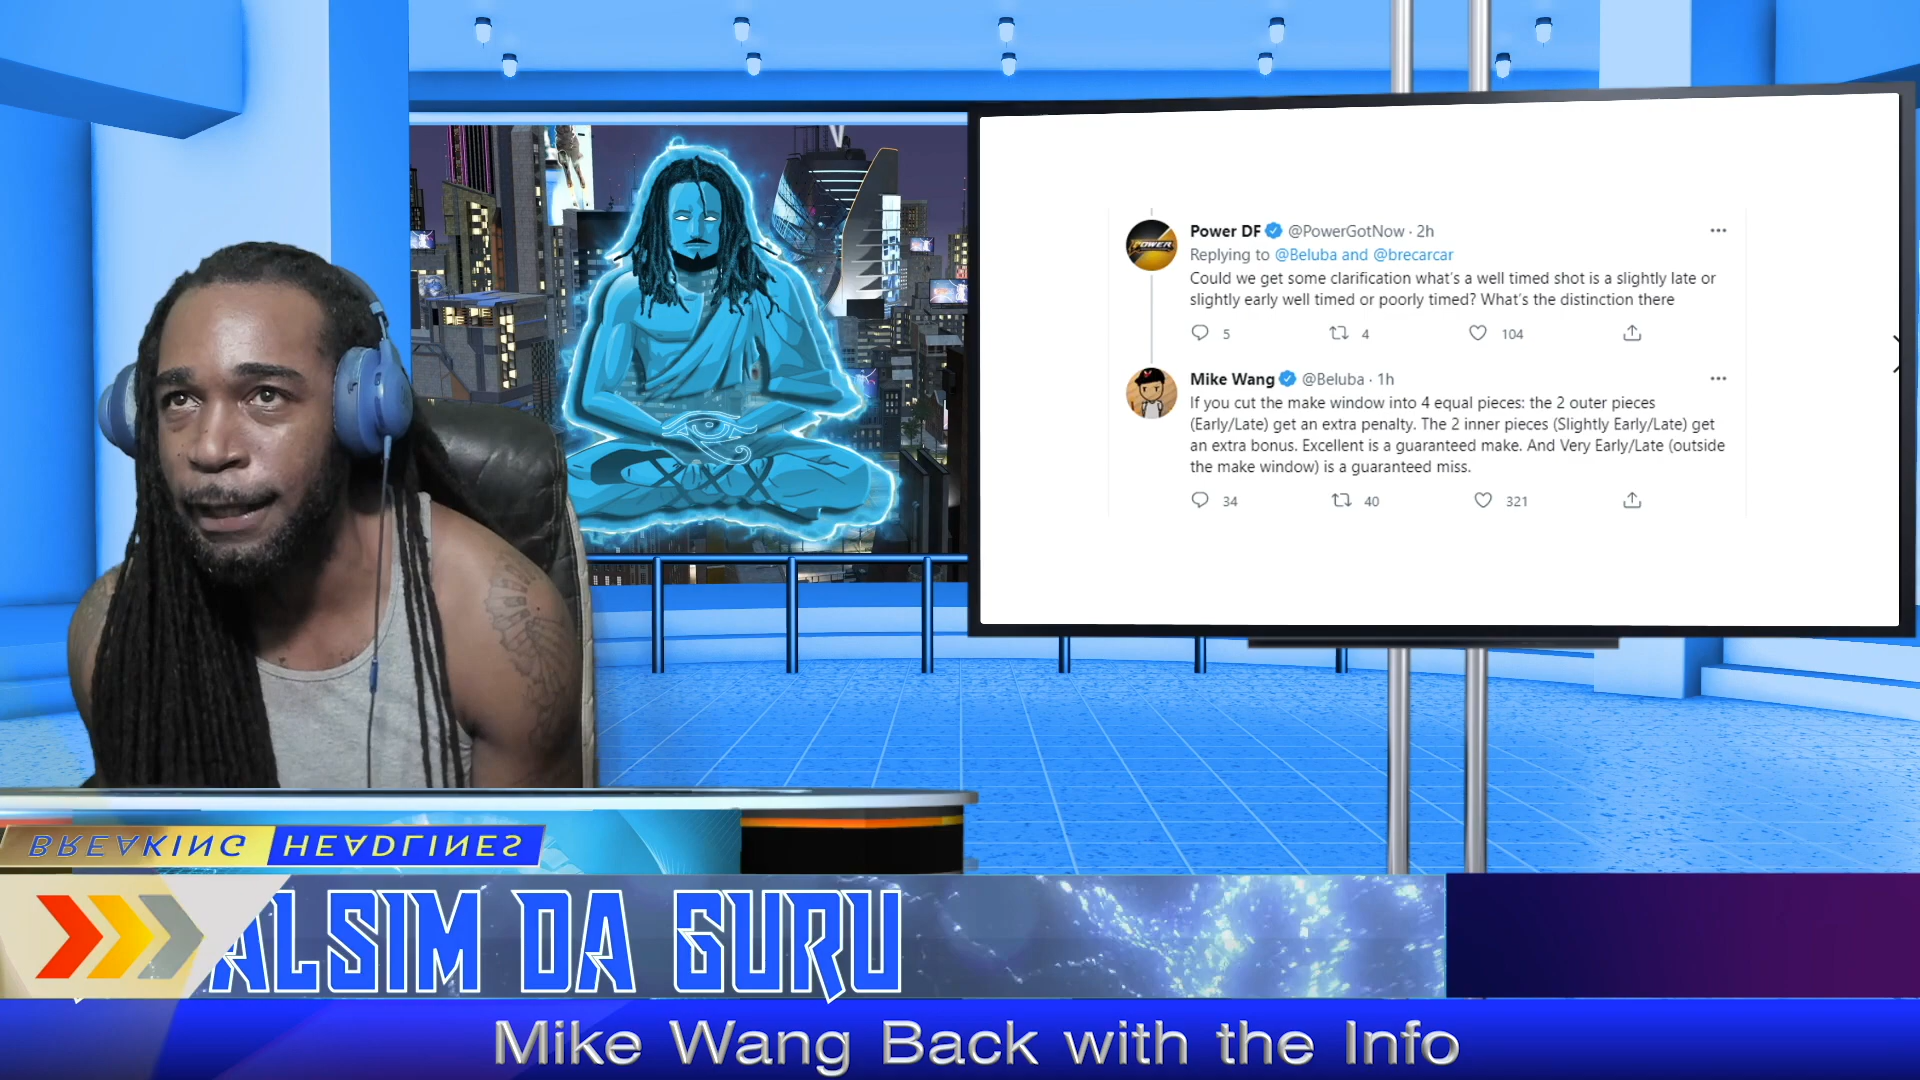 Power DF @PowerGotNow · 2h
Replying to @Beluba and @brecarcar
Could we get some clarification what's a well timed shot is a slightly late or
slightly early well timed or poorly timed? What's the distinction there
5 4 104
Mike Wang @Beluba · 1h
If you cut the make window into 4 equal pieces: the 2 outer pieces
(Early/Late) get an extra penalty. The 2 inner pieces (Slightly Early/Late) get
an extra bonus. Excellent is a guaranteed make. And Very Early/Late (outside
the make window) is a guaranteed miss.
34 40 321
POWER
BREAKING HEADLINES
ALSIM DA GURU
Mike Wang Back with the Info